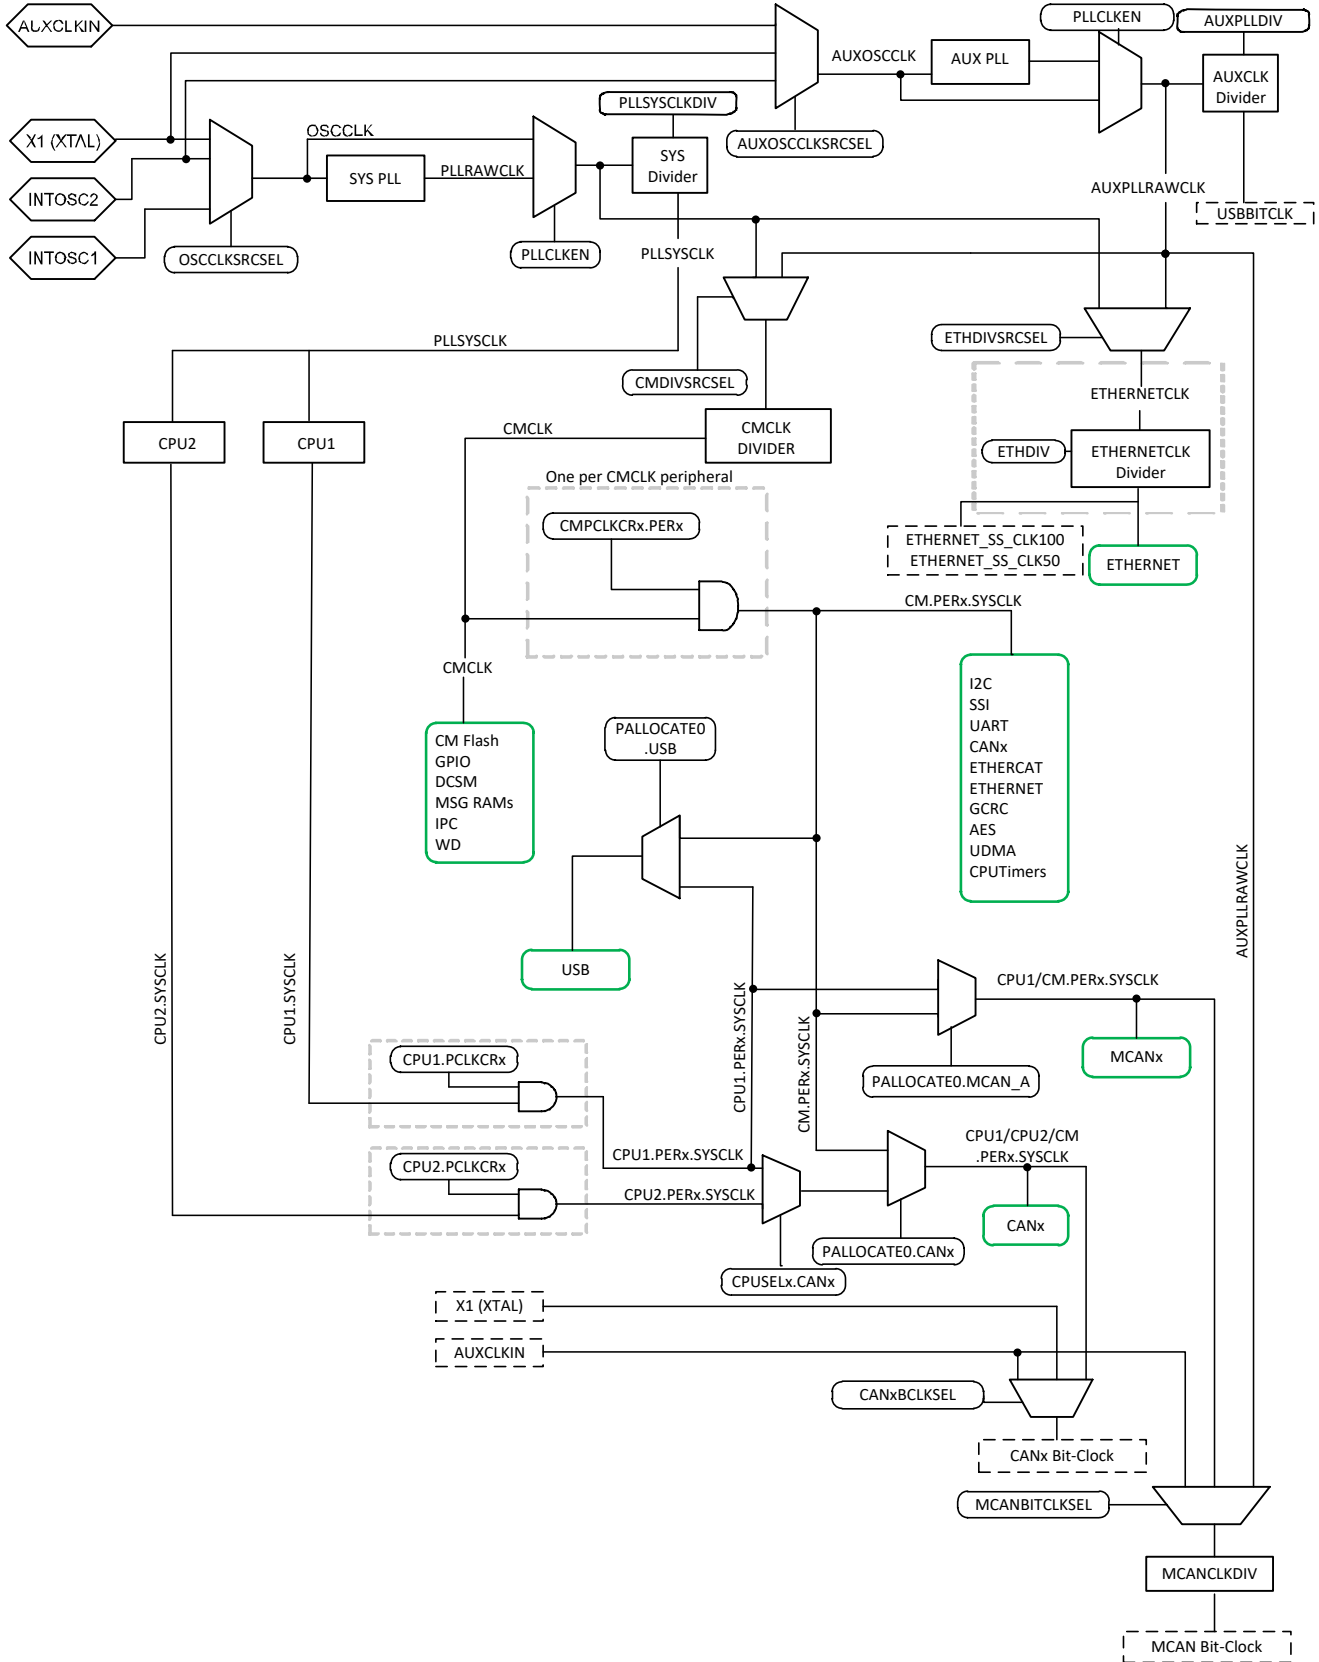 AUXCLKIN
PLLCLKEN
AUXPLLDIV
AUXOSCCLK
AUX PLL
AUXCLK
Divider
PLLSYSCLKDIV
X1 (XTAL)
OSCCLK
AUXOSCCLKSRCSEL
SYS
Divider
SYS PLL
PLLRAWCLK
INTOSC2
AUXPLLRAWCLK
USBBITCLK
INTOSC1
OSCCLKSRCSEL
PLLCLKEN
PLLSYSCLK
PLLSYSCLK
ETHDIVSRCSEL
CMDIVSRCSEL
ETHERNETCLK
CPU2
CPU1
CMCLK
CMCLK
DIVIDER
ETHDIV
ETHERNETCLK
Divider
One per CMCLK peripheral
CMPCLKCRx.PERx
ETHERNET_SS_CLK100
ETHERNET_SS_CLK50
ETHERNET
CM.PERx.SYSCLK
CMCLK
I2C
SSI
UART
CANx
ETHERCAT
ETHERNET
GCRC
AES
UDMA
CPUTimers
CM Flash
GPIO
DCSM
MSG RAMs
IPC
WD
PALLOCATE0
.USB
AUXPLLRAWCLK
USB
CPU2.SYSCLK
CPU1.SYSCLK
CPU1.PERx.SYSCLK
CM.PERx.SYSCLK
CPU1/CM.PERx.SYSCLK
MCANx
CPU1.PCLKCRx
PALLOCATE0.MCAN_A
CPU1/CPU2/CM
.PERx.SYSCLK
CPU1.PERx.SYSCLK
CPU2.PCLKCRx
CPU2.PERx.SYSCLK
CANx
PALLOCATE0.CANx
CPUSELx.CANx
X1 (XTAL)
AUXCLKIN
CANxBCLKSEL
CANx Bit-Clock
MCANBITCLKSEL
MCANCLKDIV
MCAN Bit-Clock